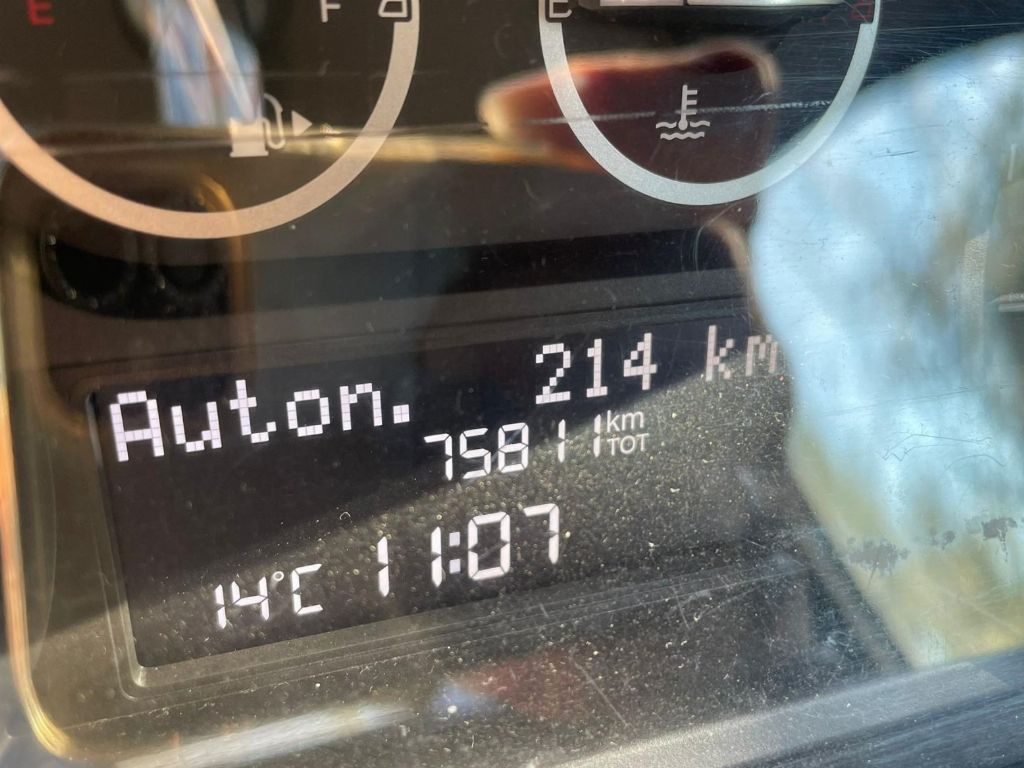 E F C
Auton. 214 km
75811 km TOT
14°C 11:07